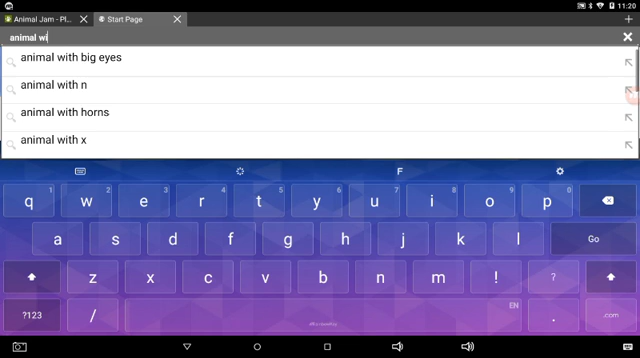 11:20
Animal Jam - Pl...
Start Page
animal wi
animal with big eyes
animal with n
animal with horns
animal with x
F
q 1 w 2 e 3 r 4 t 5 y 6 u 7 i 8 o 9 p 0
a s d f g h j k l Go
z x c v b n m ! ?
?123 / EN . .com